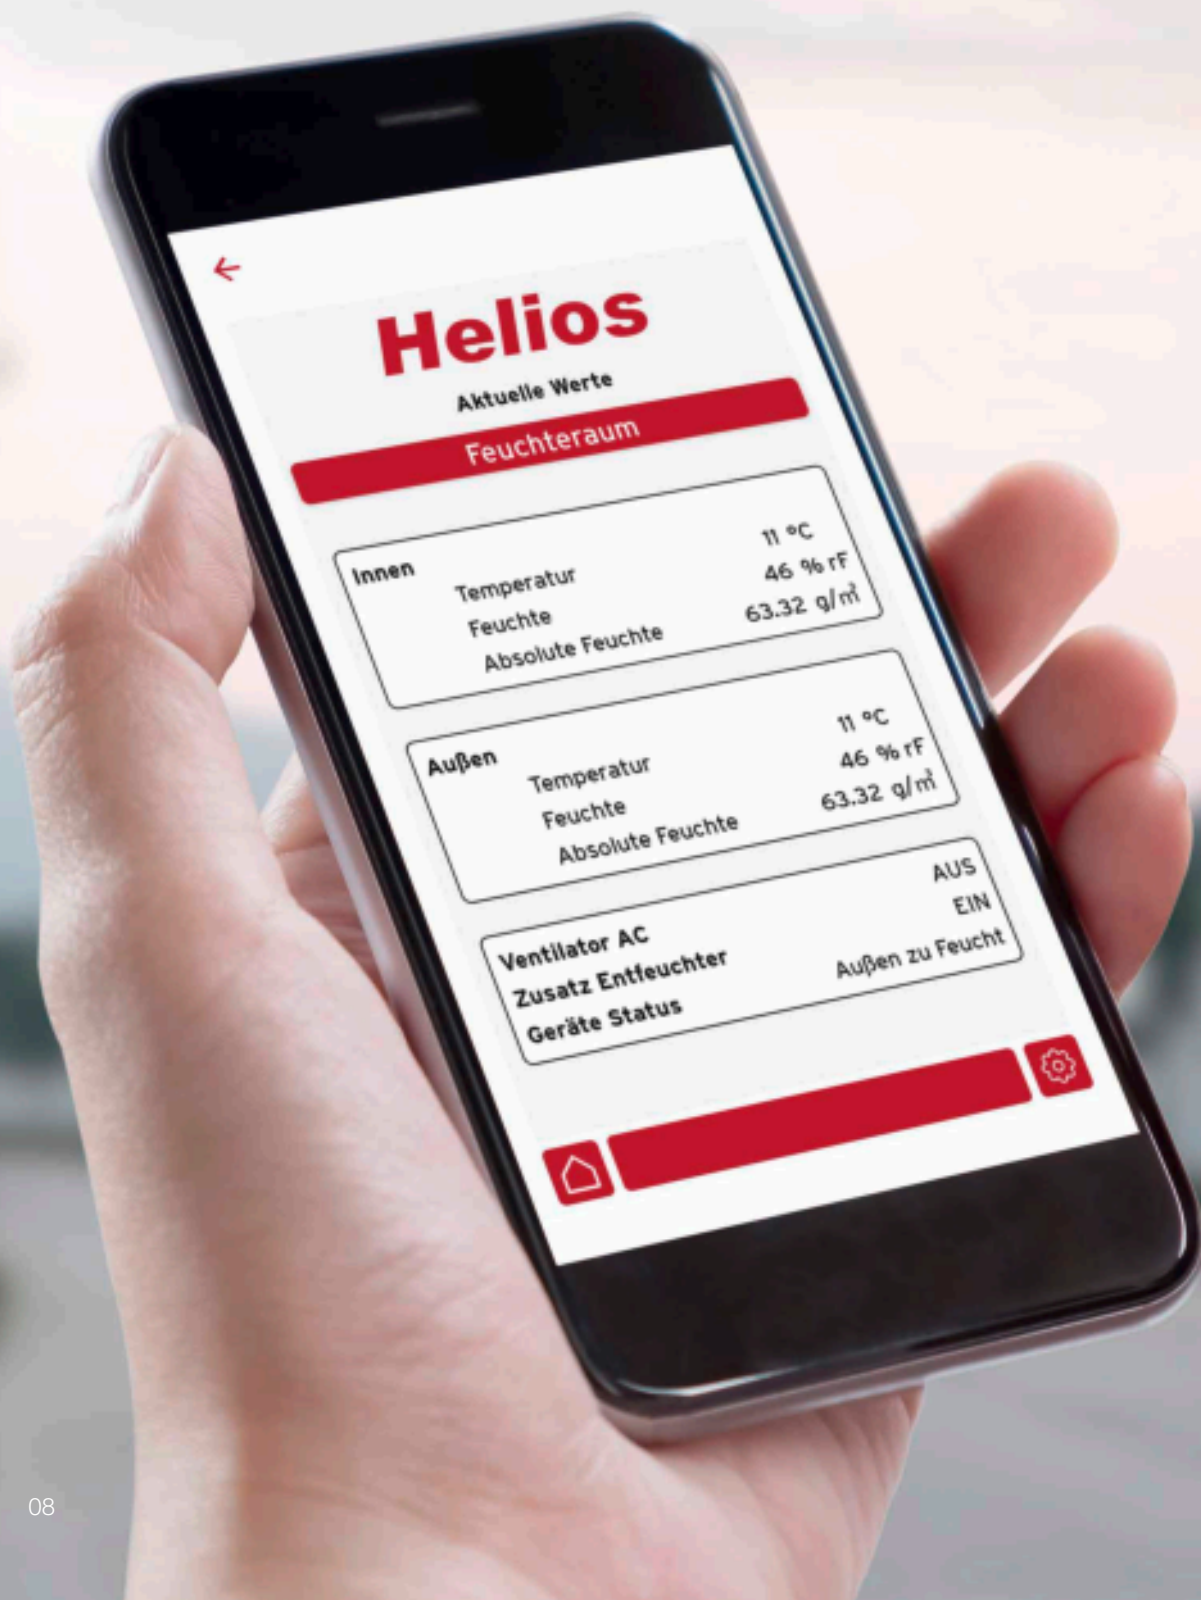 Helios
Aktuelle Werte
Feuchteraum
Innen
Temperatur 11 °C
Feuchte 46 % rF
Absolute Feuchte 63.32 g/m³
Außen
Temperatur 11 °C
Feuchte 46 % rF
Absolute Feuchte 63.32 g/m³
Ventilator AC AUS
Zusatz Entfeuchter EIN
Geräte Status Außen zu Feucht
08